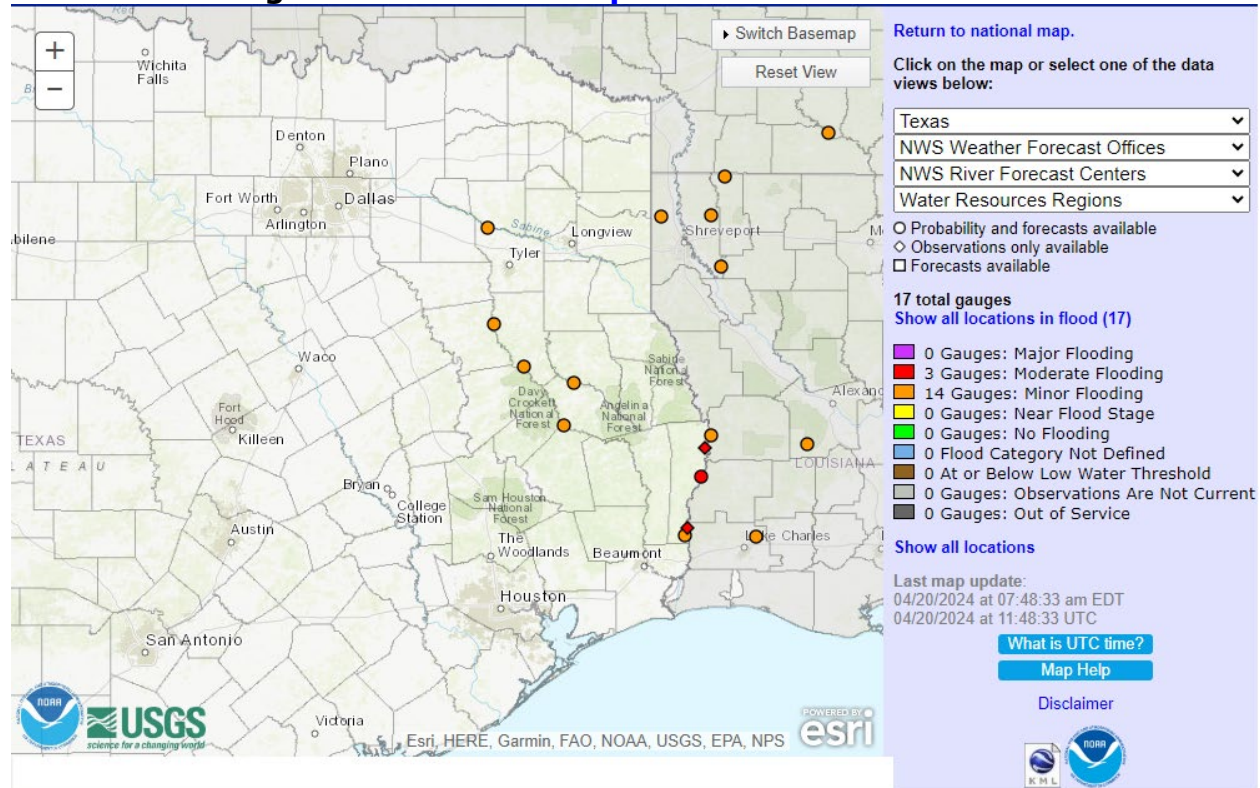 Red
Wichita
Falls
Denton
Plano
Fort Worth
Dallas
Arlington
bilene
Sabine
Longview
Shreveport
Tyler
Waco
Sabine
National
Forest
Davy
Crockett
National
Forest
Angelina
National
Forest
Alexand
Fort
Hood
Killeen
TEXAS
LATEAU
LOUISIANA
Bryan
College
Station
Sam Houston
National
Forest
Austin
The
Woodlands
Beaumont
Lake Charles
Houston
San Antonio
Victoria
+
−
Switch Basemap
Reset View
NOAA
USGS
science for a changing world
Esri, HERE, Garmin, FAO, NOAA, USGS, EPA, NPS
POWERED BY
esri
Return to national map.
Click on the map or select one of the data
views below:
Texas
NWS Weather Forecast Offices
NWS River Forecast Centers
Water Resources Regions
Probability and forecasts available
Observations only available
Forecasts available
17 total gauges
Show all locations in flood (17)
0 Gauges: Major Flooding
3 Gauges: Moderate Flooding
14 Gauges: Minor Flooding
0 Gauges: Near Flood Stage
0 Gauges: No Flooding
0 Flood Category Not Defined
0 At or Below Low Water Threshold
0 Gauges: Observations Are Not Current
0 Gauges: Out of Service
Show all locations
Last map update:
04/20/2024 at 07:48:33 am EDT
04/20/2024 at 11:48:33 UTC
What is UTC time?
Map Help
Disclaimer
KML
NOAA